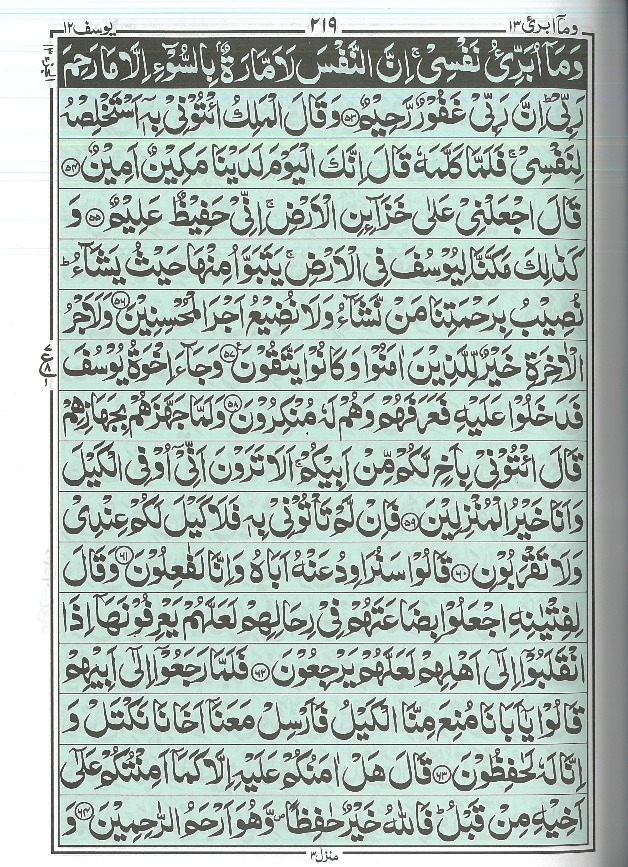 وماۤ ابرئ ١٣ ٢١٩ يوسف ١٢
وَمَاۤ اُبَرِّئُ نَفْسِیْ ۚ اِنَّ النَّفْسَ لَاَمَّارَةٌۢ بِالسُّوْٓءِ اِلَّا مَا رَحِمَ
رَبِّیْ ؕ اِنَّ رَبِّیْ غَفُوْرٌ رَّحِیْمٌ ﴿۵۳﴾ وَقَالَ الْمَلِكُ ائْتُوْنِیْ بِهٖۤ اَسْتَخْلِصْهُ
لِنَفْسِیْ ۚ فَلَمَّا كَلَّمَهٗ قَالَ اِنَّكَ الْیَوْمَ لَدَیْنَا مَكِیْنٌ اَمِیْنٌ ﴿۵۴﴾
قَالَ اجْعَلْنِیْ عَلٰی خَزَآىِٕنِ الْاَرْضِ ۚ اِنِّیْ حَفِیْظٌ عَلِیْمٌ ﴿۵۵﴾ وَ
كَذٰلِكَ مَكَّنَّا لِیُوْسُفَ فِی الْاَرْضِ ۚ یَتَبَوَّاُ مِنْهَا حَیْثُ یَشَآءُ ؕ
نُصِیْبُ بِرَحْمَتِنَا مَنْ نَّشَآءُ وَلَا نُضِیْعُ اَجْرَ الْمُحْسِنِیْنَ ﴿۵۶﴾ وَلَاَجْرُ
الْاٰخِرَةِ خَیْرٌ لِّلَّذِیْنَ اٰمَنُوْا وَكَانُوْا یَتَّقُوْنَ ﴿۵۷﴾ وَجَآءَ اِخْوَةُ یُوْسُفَ
فَدَخَلُوْا عَلَیْهِ فَعَرَفَهُمْ وَهُمْ لَهٗ مُنْكِرُوْنَ ﴿۵۸﴾ وَلَمَّا جَهَّزَهُمْ بِجَهَازِهِمْ
قَالَ ائْتُوْنِیْ بِاَخٍ لَّكُمْ مِّنْ اَبِیْكُمْ ۚ اَلَا تَرَوْنَ اَنِّیْۤ اُوْفِی الْكَیْلَ
وَاَنَا خَیْرُ الْمُنْزِلِیْنَ ﴿۵۹﴾ فَاِنْ لَّمْ تَاْتُوْنِیْ بِهٖ فَلَا كَیْلَ لَكُمْ عِنْدِیْ
وَلَا تَقْرَبُوْنِ ﴿۶۰﴾ قَالُوْا سَنُرَاوِدُ عَنْهُ اَبَاهُ وَاِنَّا لَفٰعِلُوْنَ ﴿۶۱﴾ وَقَالَ
لِفِتْیٰنِهِ اجْعَلُوْا بِضَاعَتَهُمْ فِیْ رِحَالِهِمْ لَعَلَّهُمْ یَعْرِفُوْنَهَاۤ اِذَا
انْقَلَبُوْۤا اِلٰۤی اَهْلِهِمْ لَعَلَّهُمْ یَرْجِعُوْنَ ﴿۶۲﴾ فَلَمَّا رَجَعُوْۤا اِلٰۤی اَبِیْهِمْ
قَالُوْا یٰۤاَبَانَا مُنِعَ مِنَّا الْكَیْلُ فَاَرْسِلْ مَعَنَاۤ اَخَانَا نَكْتَلْ وَ
اِنَّا لَهٗ لَحٰفِظُوْنَ ﴿۶۳﴾ قَالَ هَلْ اٰمَنُكُمْ عَلَیْهِ اِلَّا كَمَاۤ اَمِنْتُكُمْ عَلٰۤی
اَخِیْهِ مِنْ قَبْلُ ؕ فَاللّٰهُ خَیْرٌ حٰفِظًا ۪ وَّهُوَ اَرْحَمُ الرّٰحِمِیْنَ ﴿۶۴﴾ وَ
منزل ٣